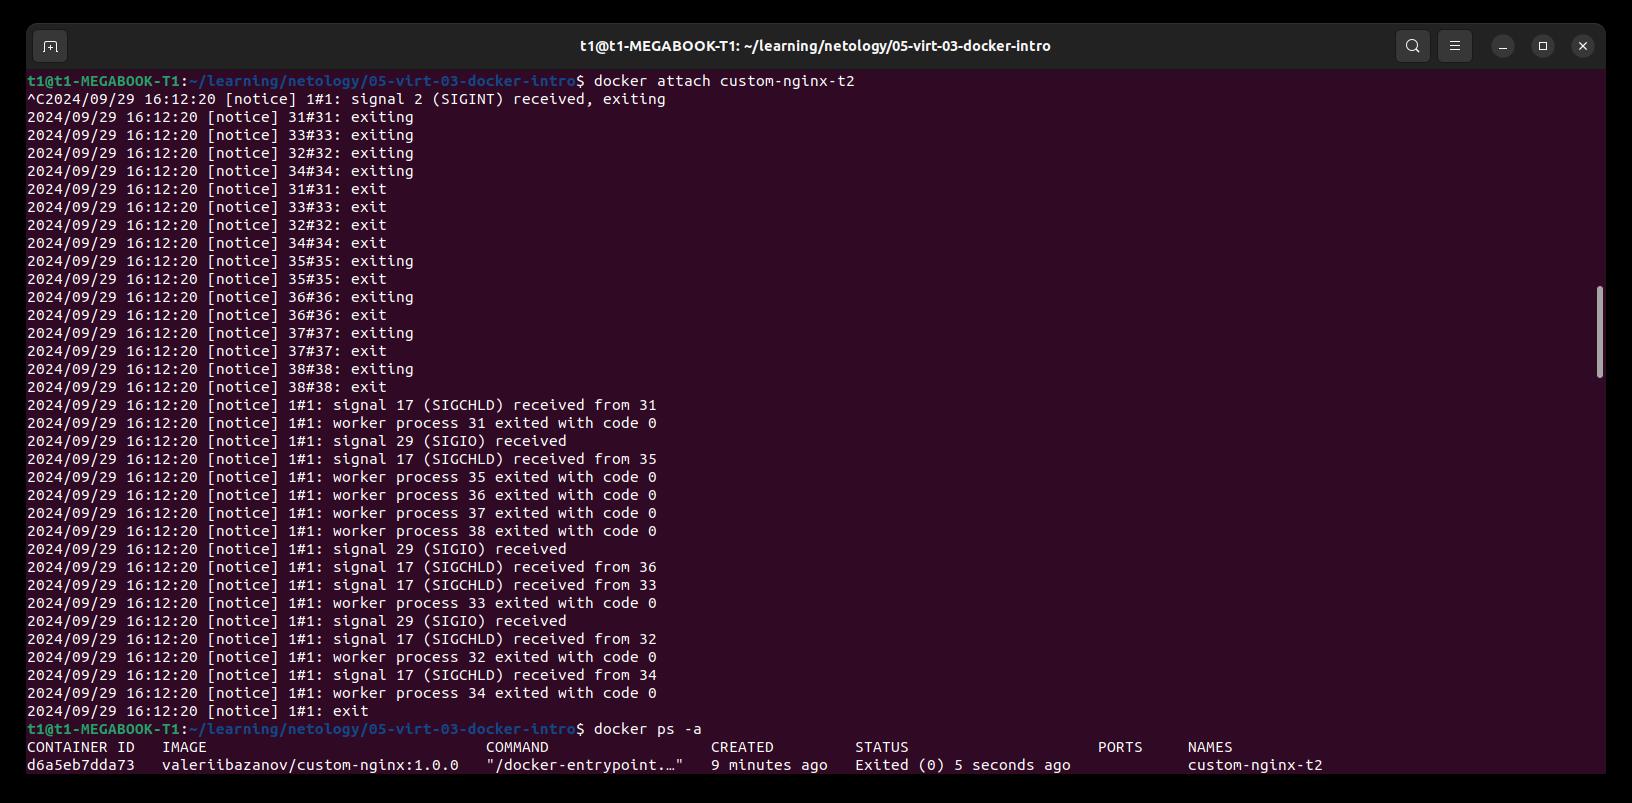 t1@t1-MEGABOOK-T1: ~/learning/netology/05-virt-03-docker-intro
t1@t1-MEGABOOK-T1:~/learning/netology/05-virt-03-docker-intro$ docker attach custom-nginx-t2
^C2024/09/29 16:12:20 [notice] 1#1: signal 2 (SIGINT) received, exiting
2024/09/29 16:12:20 [notice] 31#31: exiting
2024/09/29 16:12:20 [notice] 33#33: exiting
2024/09/29 16:12:20 [notice] 32#32: exiting
2024/09/29 16:12:20 [notice] 34#34: exiting
2024/09/29 16:12:20 [notice] 31#31: exit
2024/09/29 16:12:20 [notice] 33#33: exit
2024/09/29 16:12:20 [notice] 32#32: exit
2024/09/29 16:12:20 [notice] 34#34: exit
2024/09/29 16:12:20 [notice] 35#35: exiting
2024/09/29 16:12:20 [notice] 35#35: exit
2024/09/29 16:12:20 [notice] 36#36: exiting
2024/09/29 16:12:20 [notice] 36#36: exit
2024/09/29 16:12:20 [notice] 37#37: exiting
2024/09/29 16:12:20 [notice] 37#37: exit
2024/09/29 16:12:20 [notice] 38#38: exiting
2024/09/29 16:12:20 [notice] 38#38: exit
2024/09/29 16:12:20 [notice] 1#1: signal 17 (SIGCHLD) received from 31
2024/09/29 16:12:20 [notice] 1#1: worker process 31 exited with code 0
2024/09/29 16:12:20 [notice] 1#1: signal 29 (SIGIO) received
2024/09/29 16:12:20 [notice] 1#1: signal 17 (SIGCHLD) received from 35
2024/09/29 16:12:20 [notice] 1#1: worker process 35 exited with code 0
2024/09/29 16:12:20 [notice] 1#1: worker process 36 exited with code 0
2024/09/29 16:12:20 [notice] 1#1: worker process 37 exited with code 0
2024/09/29 16:12:20 [notice] 1#1: worker process 38 exited with code 0
2024/09/29 16:12:20 [notice] 1#1: signal 29 (SIGIO) received
2024/09/29 16:12:20 [notice] 1#1: signal 17 (SIGCHLD) received from 36
2024/09/29 16:12:20 [notice] 1#1: signal 17 (SIGCHLD) received from 33
2024/09/29 16:12:20 [notice] 1#1: worker process 33 exited with code 0
2024/09/29 16:12:20 [notice] 1#1: signal 29 (SIGIO) received
2024/09/29 16:12:20 [notice] 1#1: signal 17 (SIGCHLD) received from 32
2024/09/29 16:12:20 [notice] 1#1: worker process 32 exited with code 0
2024/09/29 16:12:20 [notice] 1#1: signal 17 (SIGCHLD) received from 34
2024/09/29 16:12:20 [notice] 1#1: worker process 34 exited with code 0
2024/09/29 16:12:20 [notice] 1#1: exit
t1@t1-MEGABOOK-T1:~/learning/netology/05-virt-03-docker-intro$ docker ps -a
CONTAINER ID   IMAGE                               COMMAND                  CREATED         STATUS                     PORTS     NAMES
d6a5eb7dda73   valeriibazanov/custom-nginx:1.0.0   "/docker-entrypoint.…"   9 minutes ago   Exited (0) 5 seconds ago             custom-nginx-t2